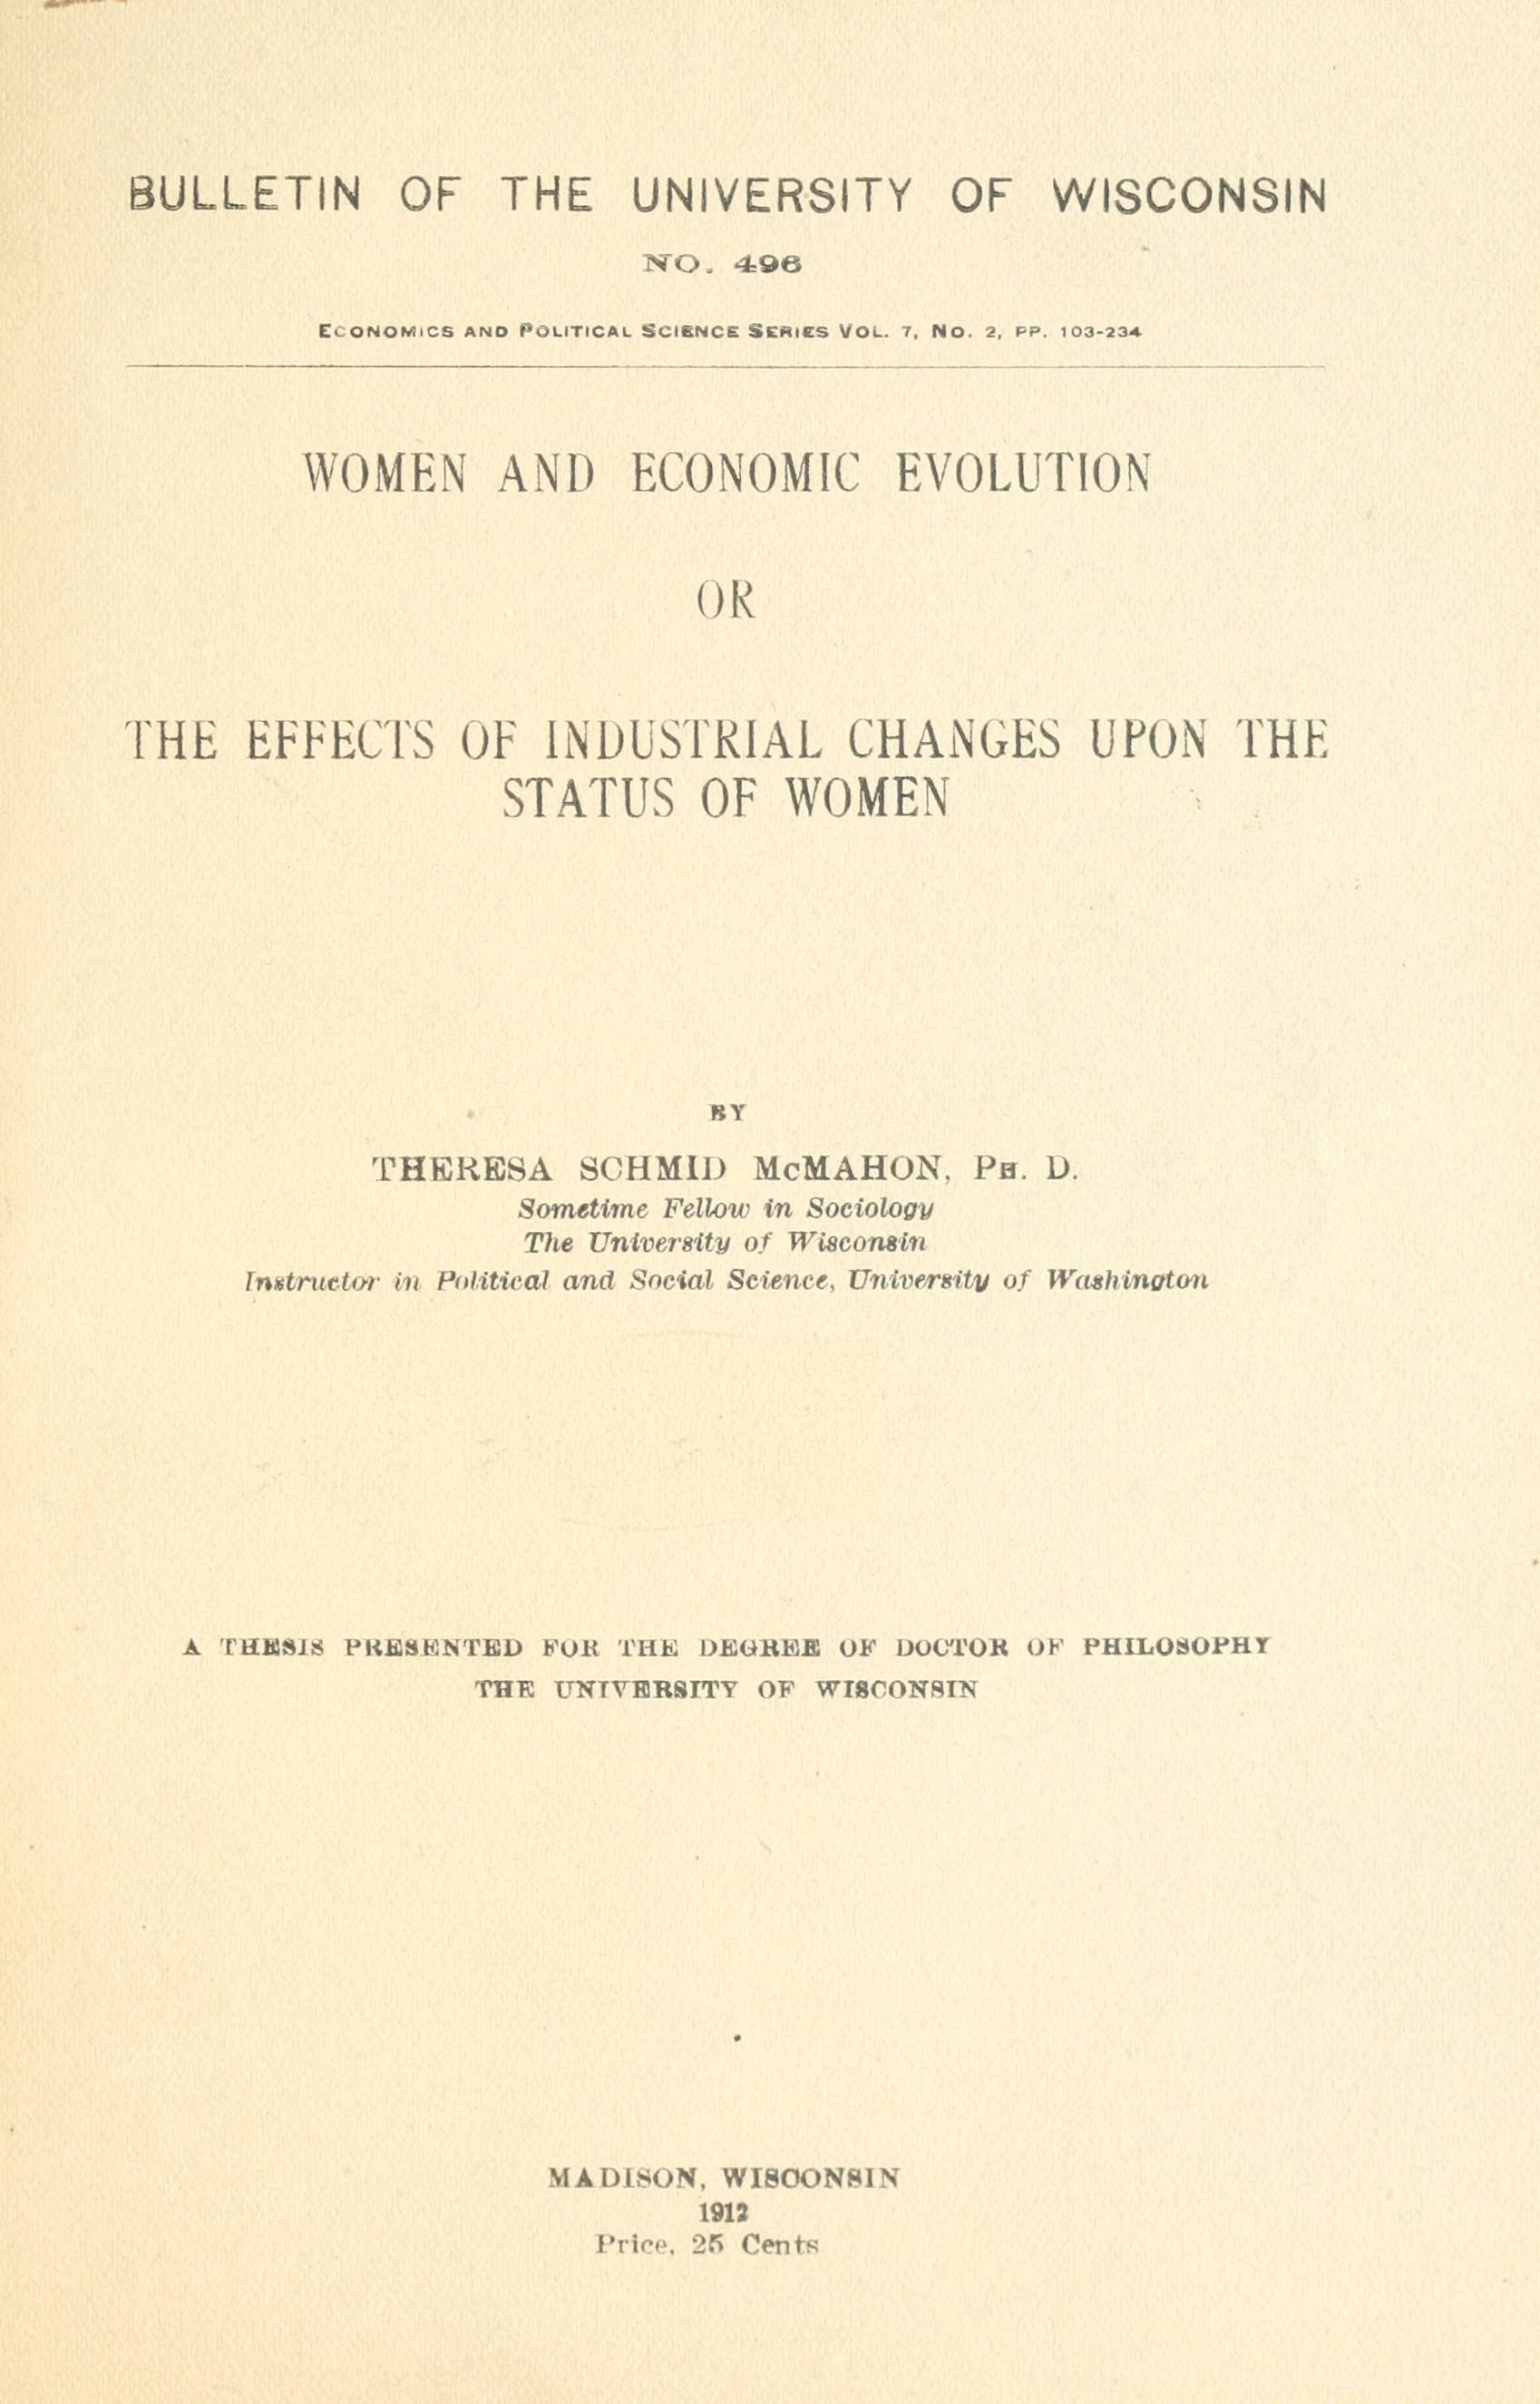 BULLETIN OF THE UNIVERSITY OF WISCONSIN
NO. 496
ECONOMICS AND POLITICAL SCIENCE SERIES VOL. 7, NO. 2, PP. 103-234
WOMEN AND ECONOMIC EVOLUTION
OR
THE EFFECTS OF INDUSTRIAL CHANGES UPON THE
STATUS OF WOMEN
BY
THERESA SCHMID McMAHON, PH. D.
Sometime Fellow in Sociology
The University of Wisconsin
Instructor in Political and Social Science, University of Washington
A THESIS PRESENTED FOR THE DEGREE OF DOCTOR OF PHILOSOPHY
THE UNIVERSITY OF WISCONSIN
MADISON, WISCONSIN
1912
Price, 25 Cents